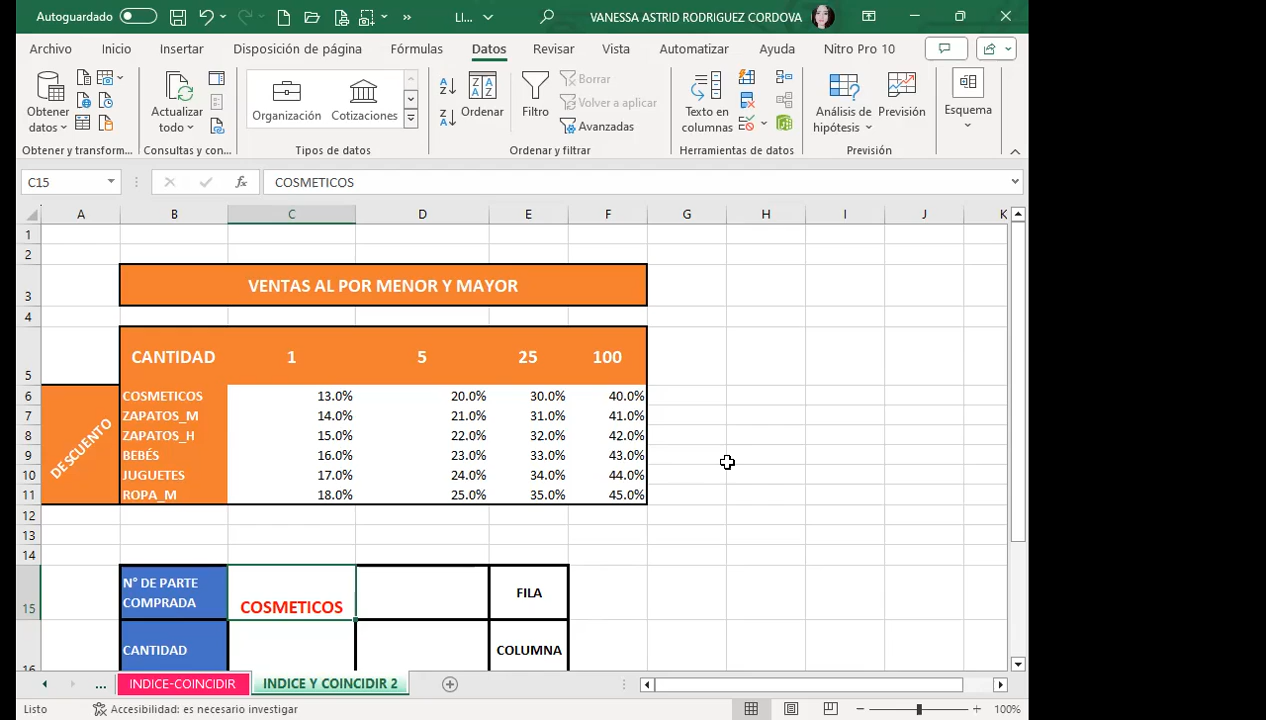 Autoguardado
LI...
VANESSA ASTRID RODRIGUEZ CORDOVA
Archivo Inicio Insertar Disposición de página Fórmulas Datos Revisar Vista Automatizar Ayuda Nitro Pro 10
Obtener datos
Actualizar todo
Organización
Cotizaciones
Ordenar
Filtro
Borrar
Volver a aplicar
Avanzadas
Texto en columnas
Análisis de hipótesis
Previsión
Esquema
Obtener y transform... Consultas y con... Tipos de datos Ordenar y filtrar Herramientas de datos Previsión
C15 fx COSMETICOS
A B C D E F G H I J K
1
2
3 VENTAS AL POR MENOR Y MAYOR
4
5 CANTIDAD 1 5 25 100
DESCUENTO
6 COSMETICOS 13.0% 20.0% 30.0% 40.0%
7 ZAPATOS_M 14.0% 21.0% 31.0% 41.0%
8 ZAPATOS_H 15.0% 22.0% 32.0% 42.0%
9 BEBÉS 16.0% 23.0% 33.0% 43.0%
10 JUGUETES 17.0% 24.0% 34.0% 44.0%
11 ROPA_M 18.0% 25.0% 35.0% 45.0%
12
13
14
15 N° DE PARTE COMPRADA COSMETICOS FILA
16 CANTIDAD COLUMNA
... INDICE-COINCIDIR INDICE Y COINCIDIR 2
Listo Accesibilidad: es necesario investigar 100%